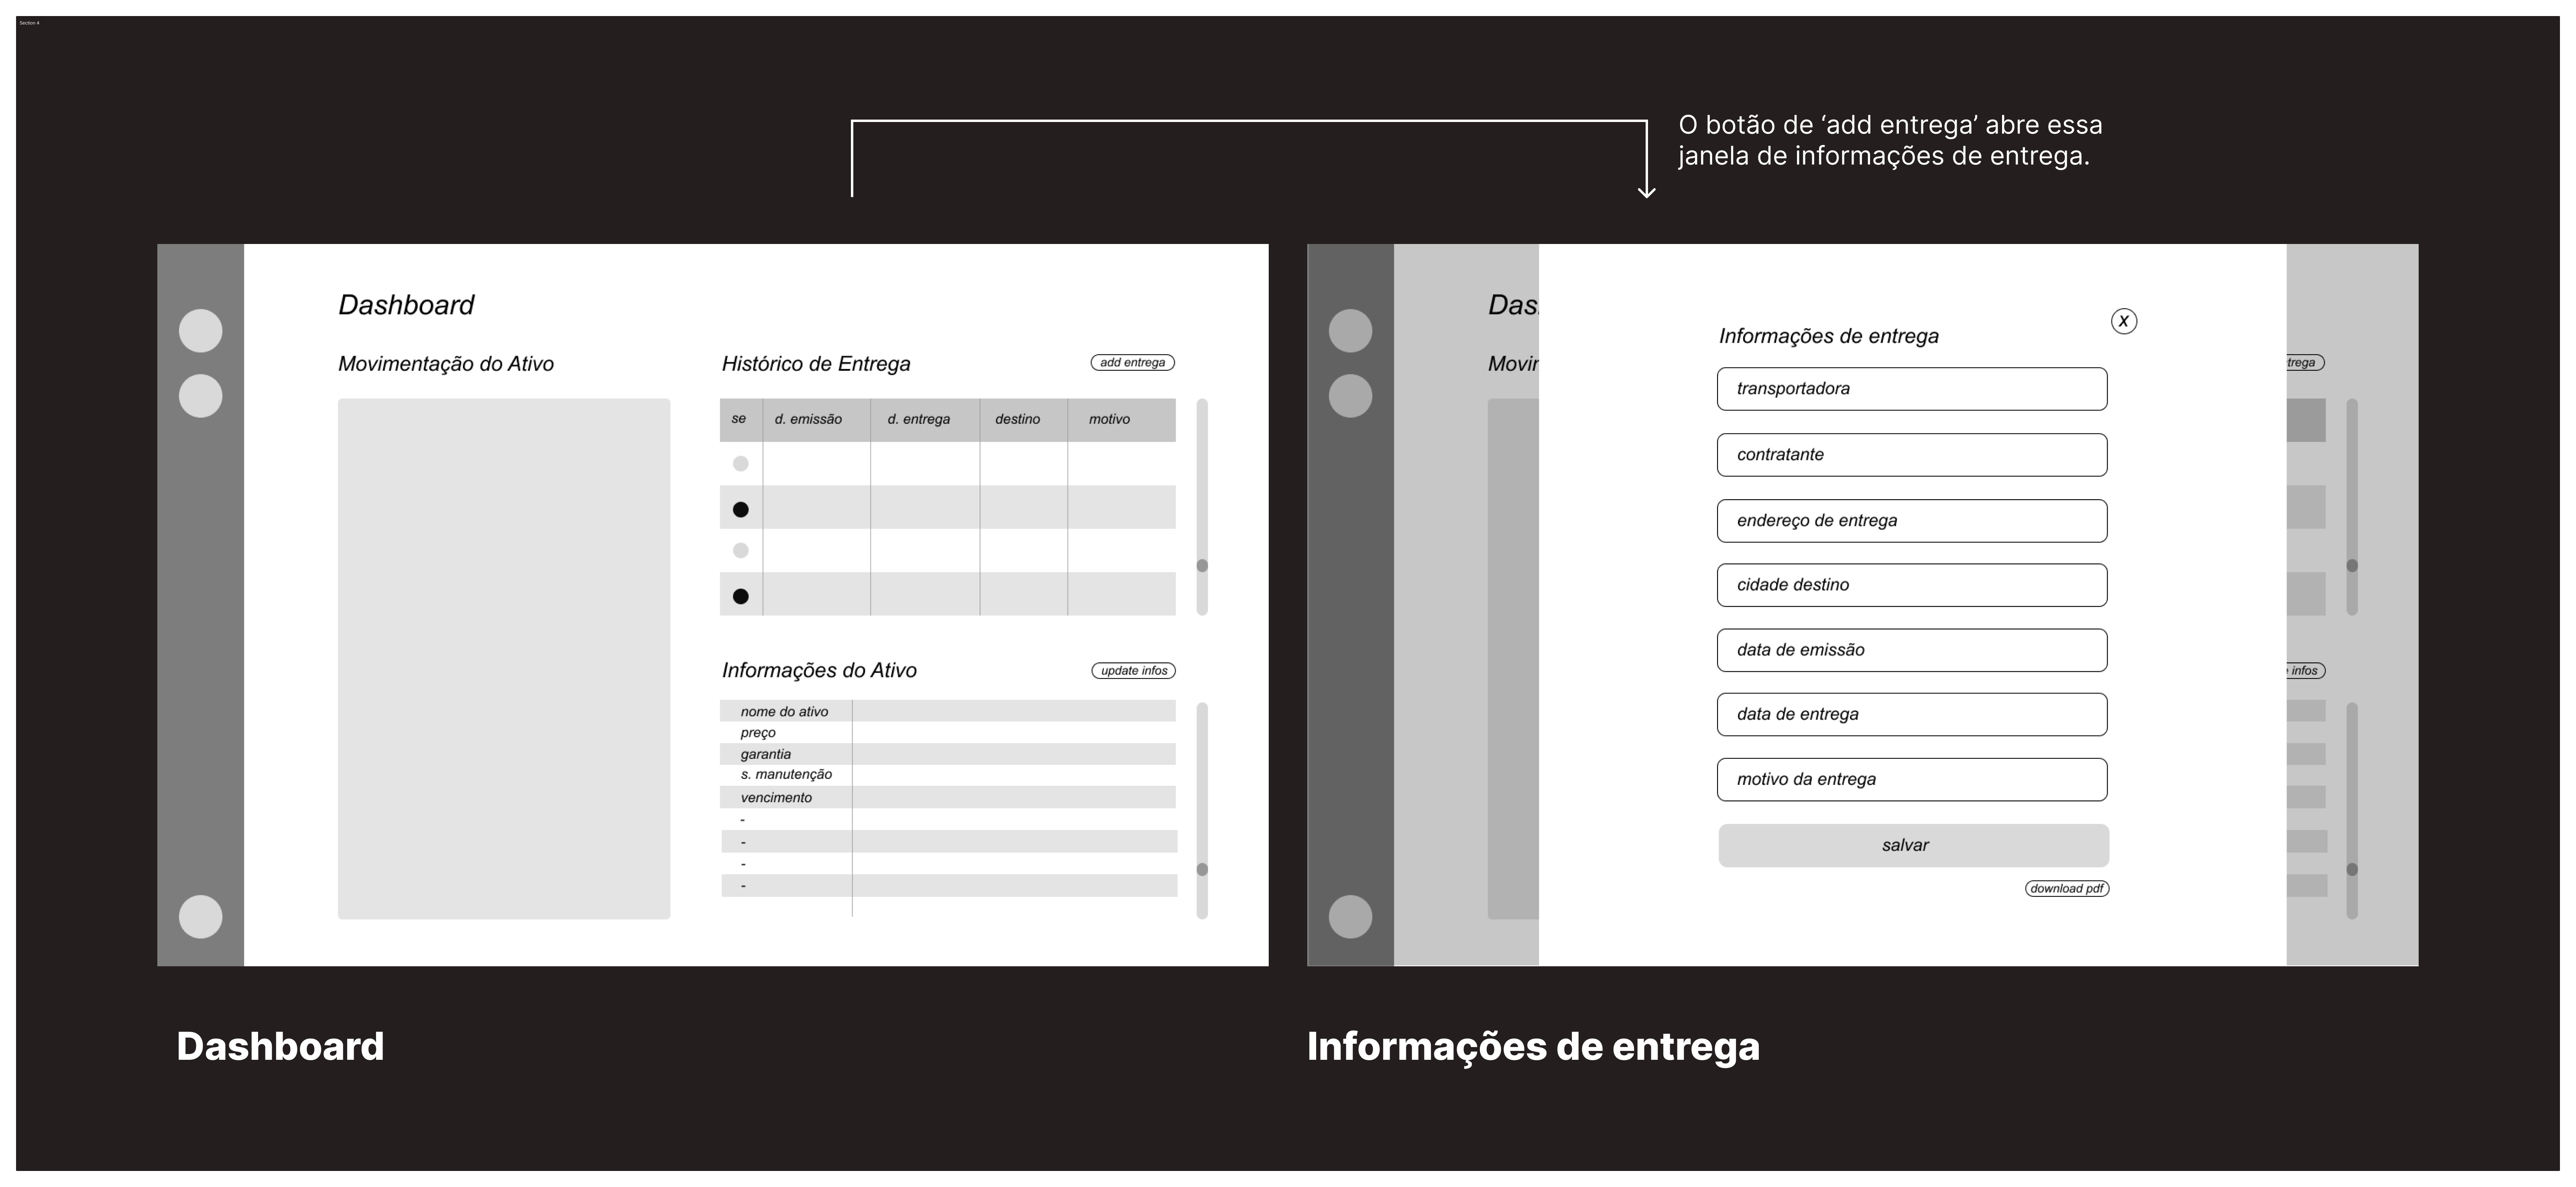 Section 4
O botão de ‘add entrega’ abre essa
janela de informações de entrega.
Dashboard
Movimentação do Ativo
Histórico de Entrega
add entrega
se d. emissão d. entrega destino motivo
Informações do Ativo
update infos
nome do ativo
preço
garantia
s. manutenção
vencimento
-
-
-
-
Das
Movir
Informações de entrega
X
transportadora
contratante
endereço de entrega
cidade destino
data de emissão
data de entrega
motivo da entrega
salvar
download pdf
trega
infos
Dashboard
Informações de entrega